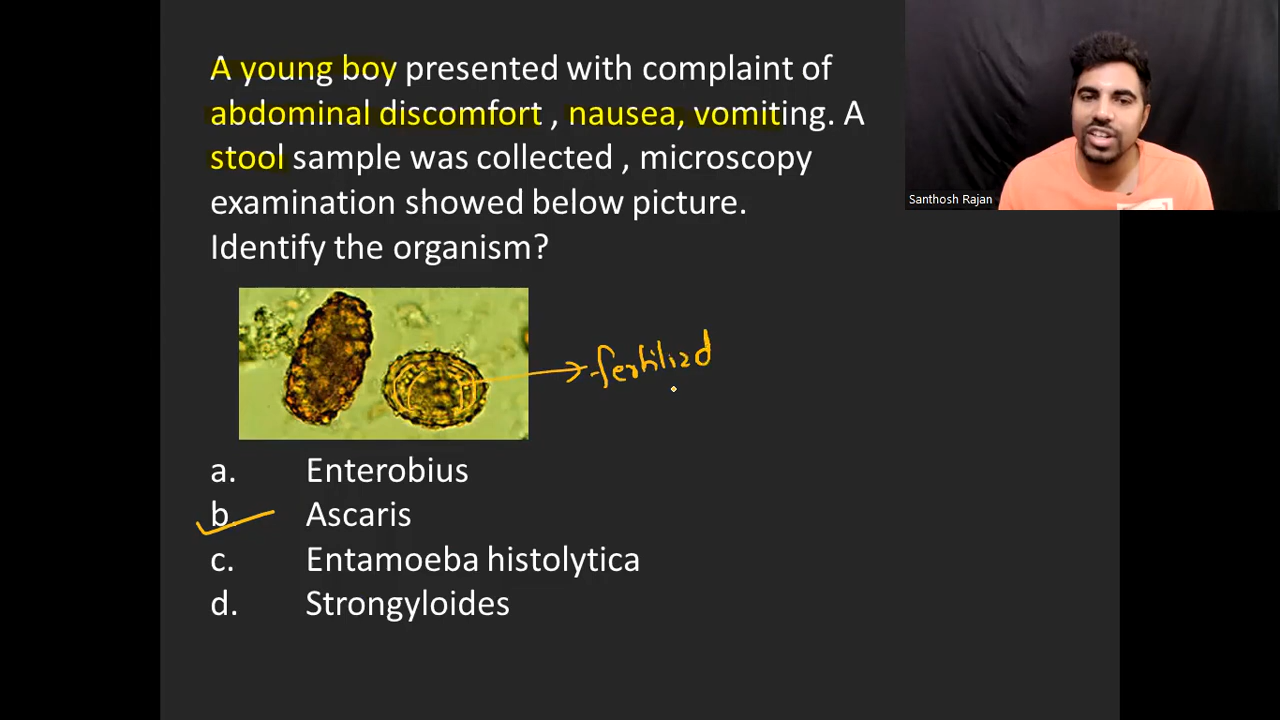 A young boy presented with complaint of
abdominal discomfort , nausea, vomiting. A
stool sample was collected , microscopy
examination showed below picture.
Identify the organism?
Santhosh Rajan
fertilizd
a. Enterobius
b. Ascaris
c. Entamoeba histolytica
d. Strongyloides